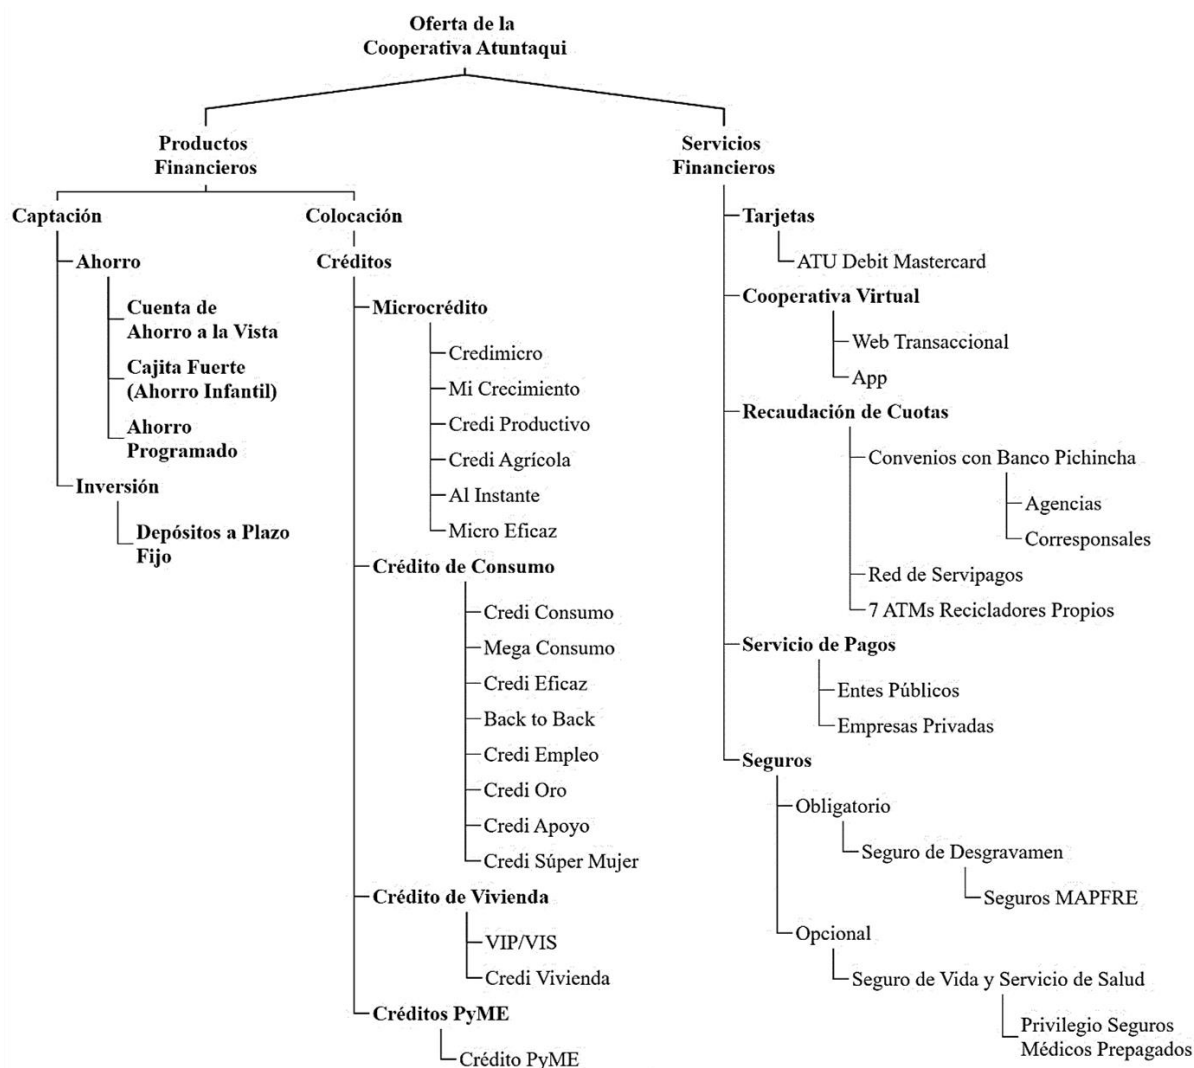 Oferta de la
Cooperativa Atuntaqui
Productos
Financieros
Captación
Ahorro
Cuenta de
Ahorro a la Vista
Cajita Fuerte
(Ahorro Infantil)
Ahorro
Programado
Inversión
Depósitos a Plazo
Fijo
Colocación
Créditos
Microcrédito
Credimicro
Mi Crecimiento
Credi Productivo
Credi Agrícola
Al Instante
Micro Eficaz
Crédito de Consumo
Credi Consumo
Mega Consumo
Credi Eficaz
Back to Back
Credi Empleo
Credi Oro
Credi Apoyo
Credi Súper Mujer
Crédito de Vivienda
VIP/VIS
Credi Vivienda
Créditos PyME
Crédito PyME
Servicios
Financieros
Tarjetas
ATU Debit Mastercard
Cooperativa Virtual
Web Transaccional
App
Recaudación de Cuotas
Convenios con Banco Pichincha
Agencias
Corresponsales
Red de Servipagos
7 ATMs Recicladores Propios
Servicio de Pagos
Entes Públicos
Empresas Privadas
Seguros
Obligatorio
Seguro de Desgravamen
Seguros MAPFRE
Opcional
Seguro de Vida y Servicio de Salud
Privilegio Seguros
Médicos Prepagados